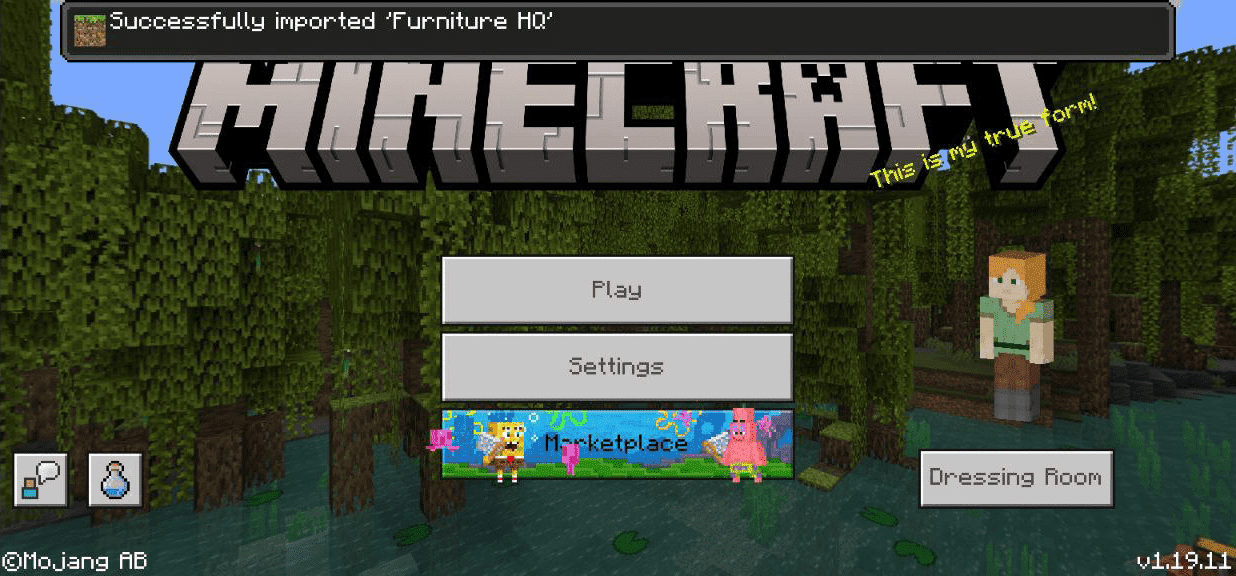 Successfully imported 'Furniture HQ'
MINECRAFT
This is my true form!
Play
Settings
Marketplace
Dressing Room
©Mojang AB
v1.19.11